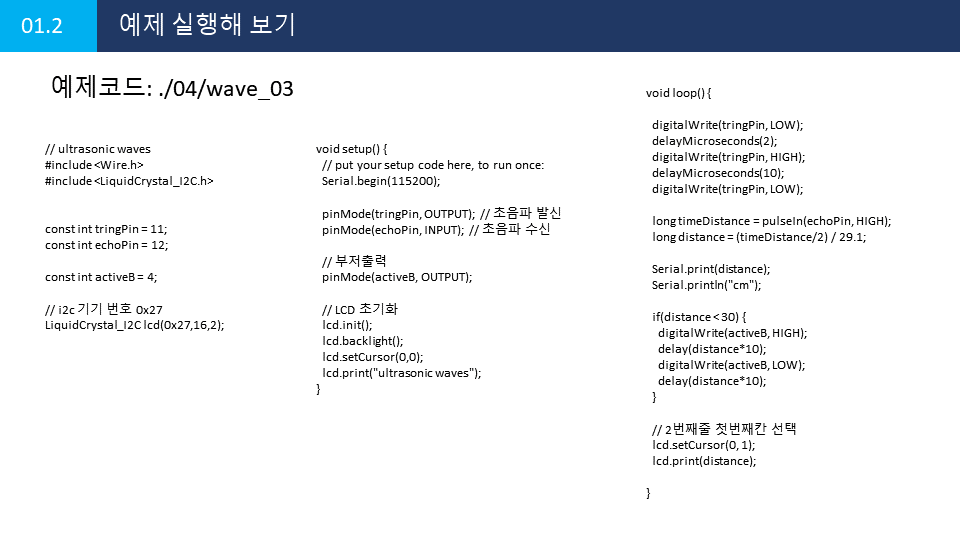 01.2
예제 실행해 보기
예제코드: ./04/wave_03
// ultrasonic waves
#include <Wire.h>
#include <LiquidCrystal_I2C.h>
const int tringPin = 11;
const int echoPin = 12;
const int activeB = 4;
// i2c 기기 번호 0x27
LiquidCrystal_I2C lcd(0x27,16,2);
void setup() {
// put your setup code here, to run once:
Serial.begin(115200);
pinMode(tringPin, OUTPUT); // 초음파 발신
pinMode(echoPin, INPUT); // 초음파 수신
// 부저출력
pinMode(activeB, OUTPUT);
// LCD 초기화
lcd.init();
lcd.backlight();
lcd.setCursor(0,0);
lcd.print("ultrasonic waves");
}
void loop() {
digitalWrite(tringPin, LOW);
delayMicroseconds(2);
digitalWrite(tringPin, HIGH);
delayMicroseconds(10);
digitalWrite(tringPin, LOW);
long timeDistance = pulseIn(echoPin, HIGH);
long distance = (timeDistance/2) / 29.1;
Serial.print(distance);
Serial.println("cm");
if(distance < 30) {
digitalWrite(activeB, HIGH);
delay(distance*10);
digitalWrite(activeB, LOW);
delay(distance*10);
}
// 2번째줄 첫번째칸 선택
lcd.setCursor(0, 1);
lcd.print(distance);
}